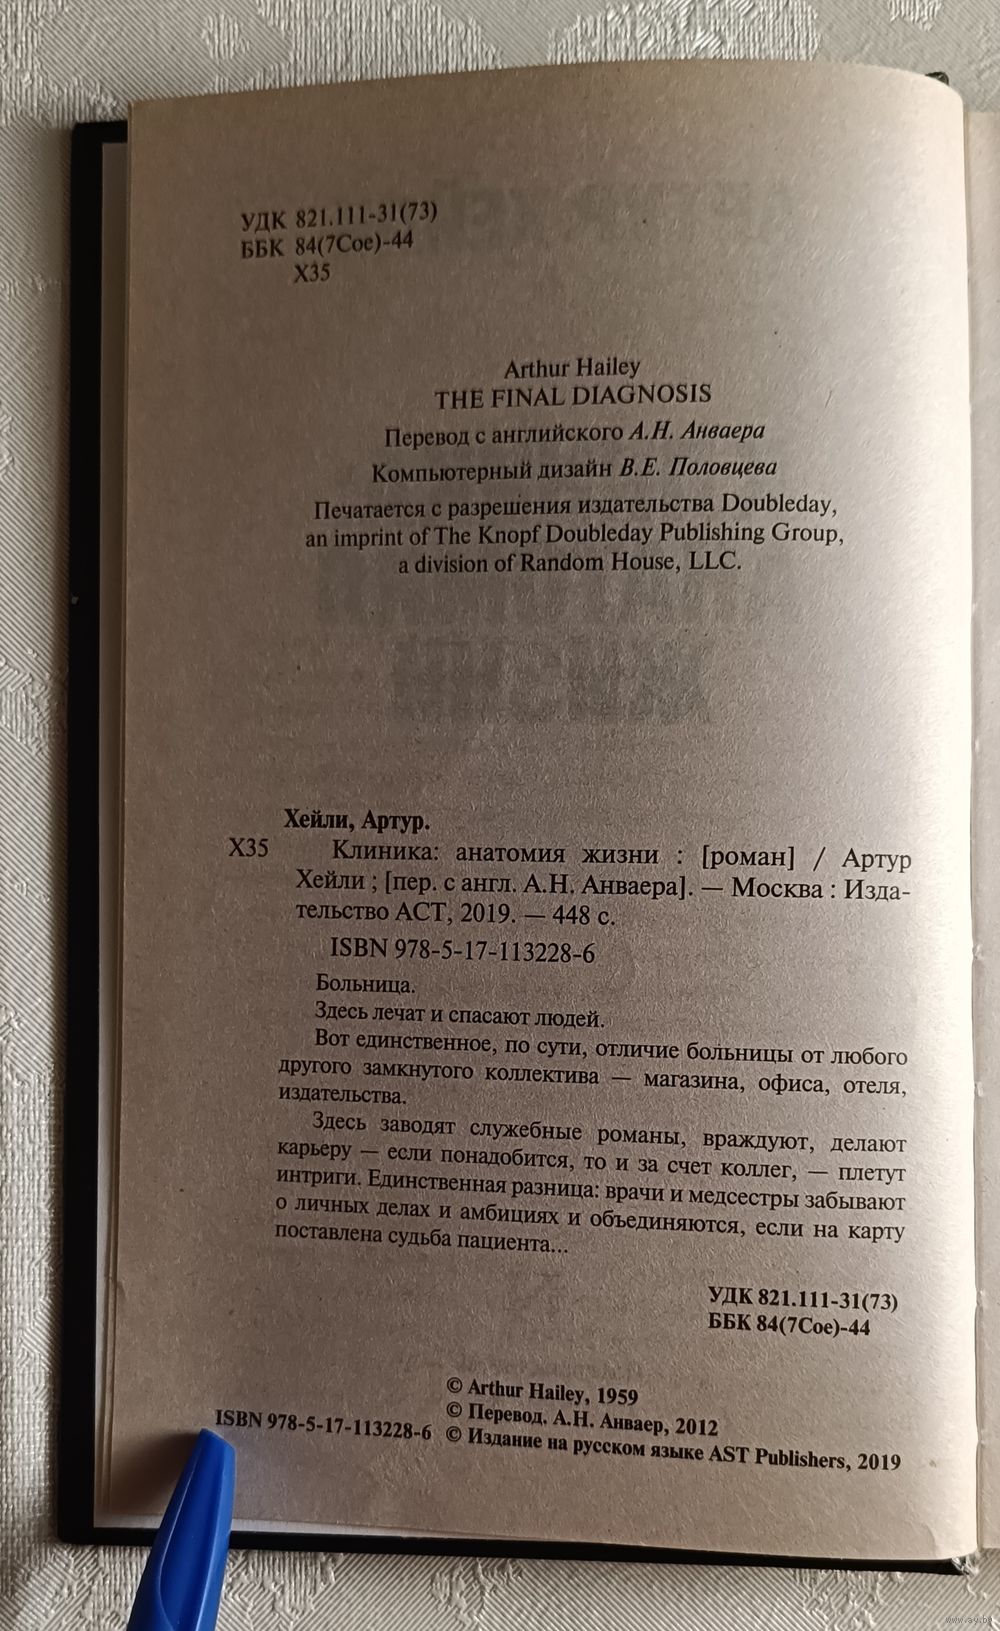 УДК 821.111-31(73)
ББК 84(7Сое)-44
Х35
Arthur Hailey
THE FINAL DIAGNOSIS
Перевод с английского А.Н. Анваера
Компьютерный дизайн В.Е. Половцева
Печатается с разрешения издательства Doubleday,
an imprint of The Knopf Doubleday Publishing Group,
a division of Random House, LLC.
Хейли, Артур.
Х35 Клиника: анатомия жизни : [роман] / Артур
Хейли ; [пер. с англ. А.Н. Анваера]. — Москва : Изда-
тельство АСТ, 2019. — 448 с.
ISBN 978-5-17-113228-6
Больница.
Здесь лечат и спасают людей.
Вот единственное, по сути, отличие больницы от любого
другого замкнутого коллектива — магазина, офиса, отеля,
издательства.
Здесь заводят служебные романы, враждуют, делают
карьеру — если понадобится, то и за счет коллег, — плетут
интриги. Единственная разница: врачи и медсестры забывают
о личных делах и амбициях и объединяются, если на карту
поставлена судьба пациента...
УДК 821.111-31(73)
ББК 84(7Сое)-44
© Arthur Hailey, 1959
© Перевод. А.Н. Анваер, 2012
ISBN 978-5-17-113228-6 © Издание на русском языке AST Publishers, 2019
www.ay.by